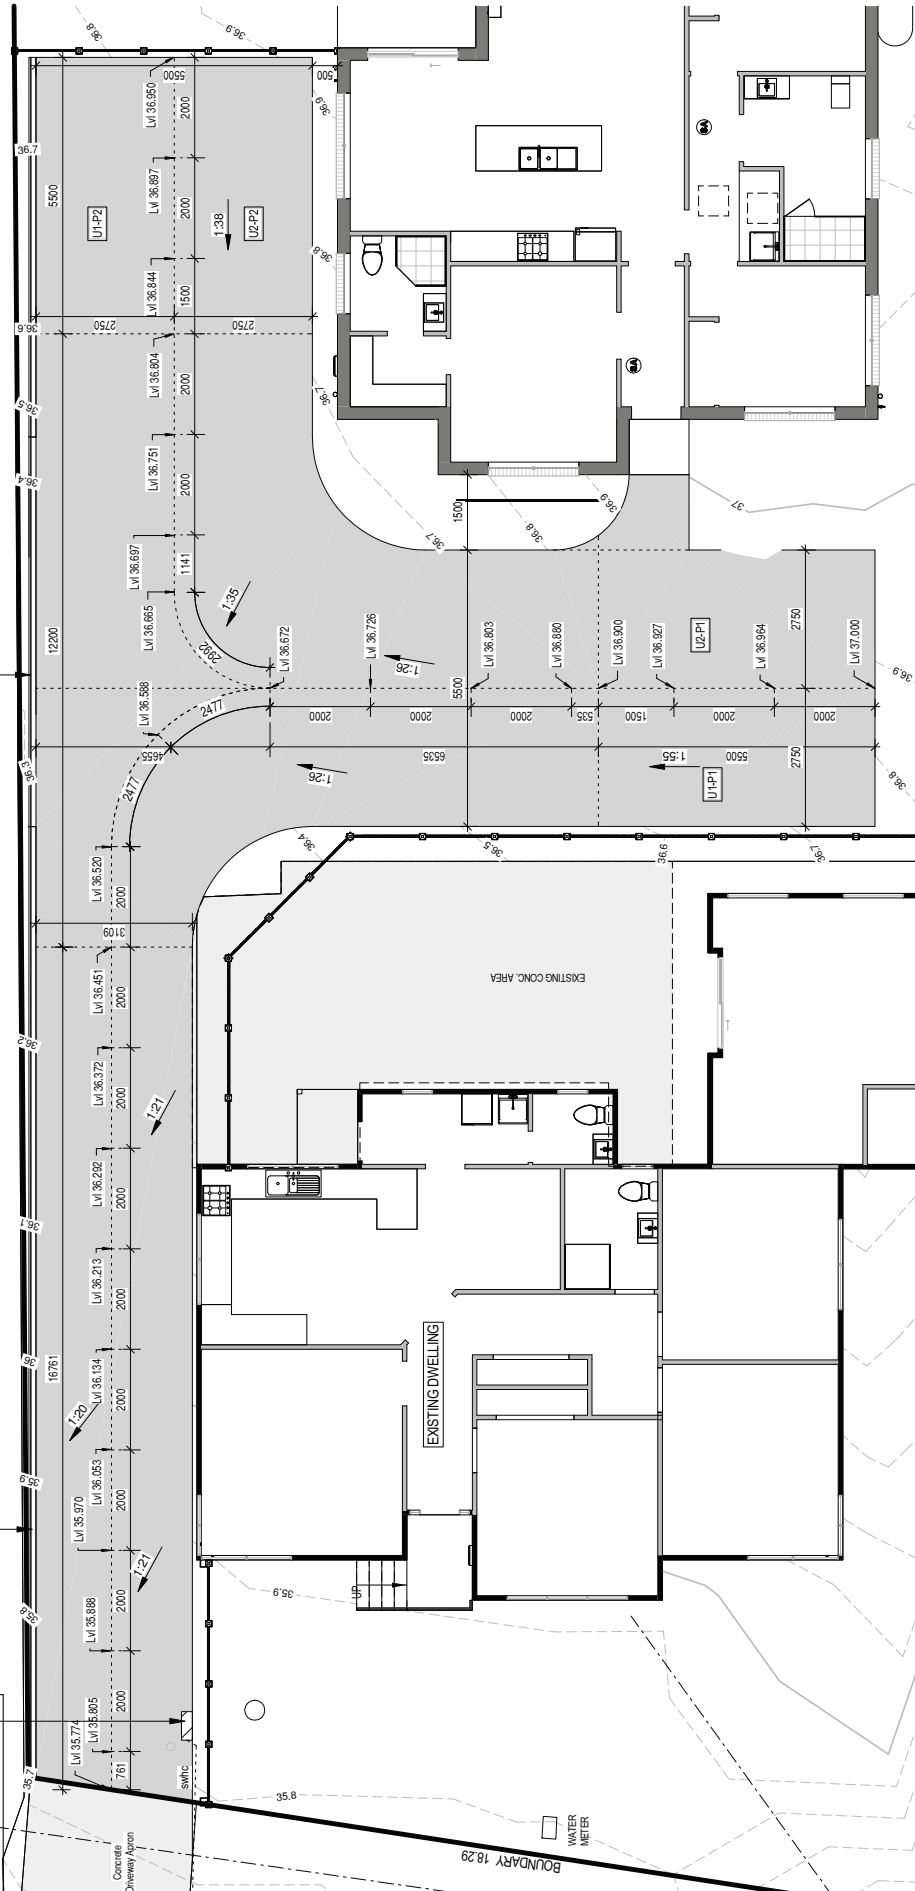 36.8
36.9
5500
500
Lvl 36.950
2000
36.9
36.7
5500
Lvl 36.897
2000
1:38
U1-P2
U2-P2
36.8
Lvl 36.844
1500
2750
2750
36.6
Lvl 36.804
2000
36.7
36.5
Lvl 36.751
2000
36.4
SA
SA
1500
36.9
36.8
36.7
37
Lvl 36.697
1141
1:35
Lvl 36.665
2992
12200
Lvl 36.672
Lvl 36.726
1:26
Lvl 36.803
Lvl 36.880
Lvl 36.900
Lvl 36.927
U2-P1
Lvl 36.964
2750
Lvl 37.000
36.9
5500
Lvl 36.588
2477
2000
2000
2000
535
1500
2000
2000
4655
6535
5500
36.3
1:26
1:55
U1-P1
2750
36.8
2477
36.4
36.5
36.6
36.7
Lvl 36.520
2000
3109
Lvl 36.451
2000
EXISTING CONC. AREA
36.2
Lvl 36.372
2000
1:21
Lvl 36.292
2000
36.1
Lvl 36.213
2000
36
16761
Lvl 36.134
2000
EXISTING DWELLING
1:20
Lvl 36.053
2000
35.9
Lvl 35.970
1:21
UP
35.9
35.8
Lvl 35.888
2000
Lvl 35.805
2000
Lvl 35.774
761
swhc
35.7
35.8
WATER
METER
BOUNDARY 18.29
Concrete
Driveway Apron